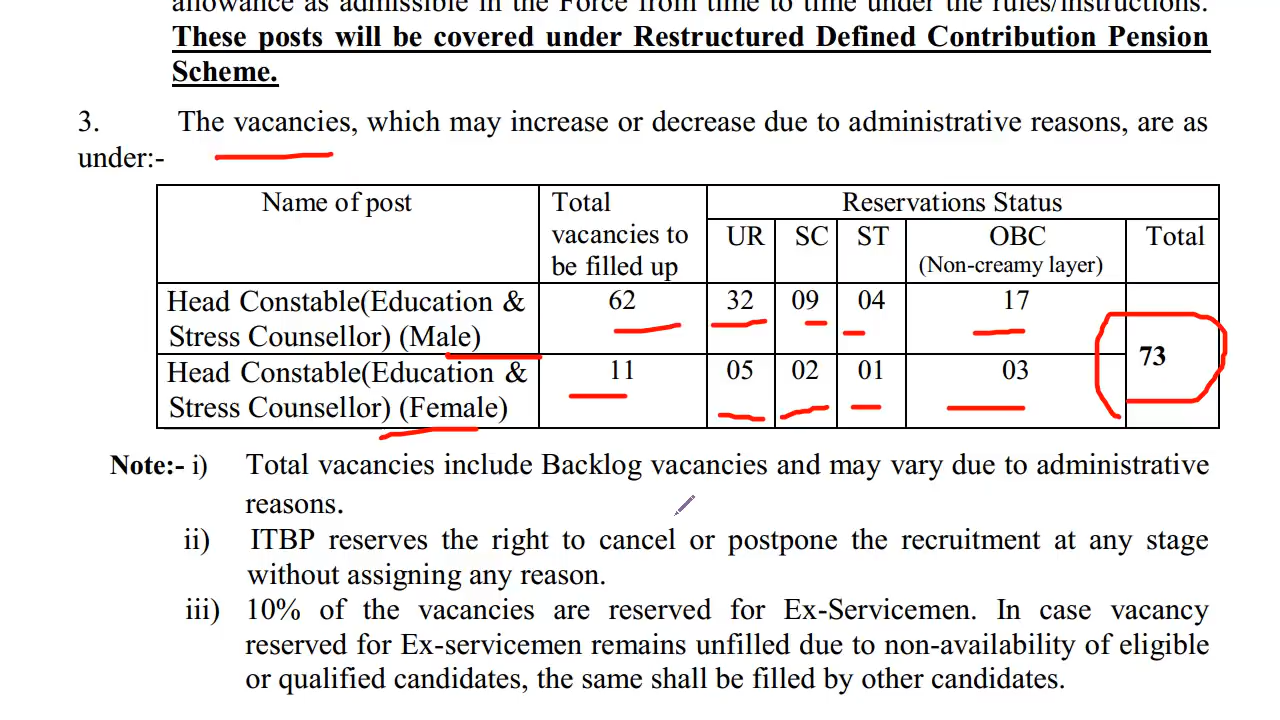 allowance as admissible in the Force from time to time under the rules/instructions.
These posts will be covered under Restructured Defined Contribution Pension
Scheme.
3. The vacancies, which may increase or decrease due to administrative reasons, are as
under:-
Name of post Total vacancies to be filled up Reservations Status
UR SC ST OBC (Non-creamy layer) Total
Head Constable(Education & Stress Counsellor) (Male) 62 32 09 04 17 73
Head Constable(Education & Stress Counsellor) (Female) 11 05 02 01 03
Note:- i) Total vacancies include Backlog vacancies and may vary due to administrative
reasons.
ii) ITBP reserves the right to cancel or postpone the recruitment at any stage
without assigning any reason.
iii) 10% of the vacancies are reserved for Ex-Servicemen. In case vacancy
reserved for Ex-servicemen remains unfilled due to non-availability of eligible
or qualified candidates, the same shall be filled by other candidates.